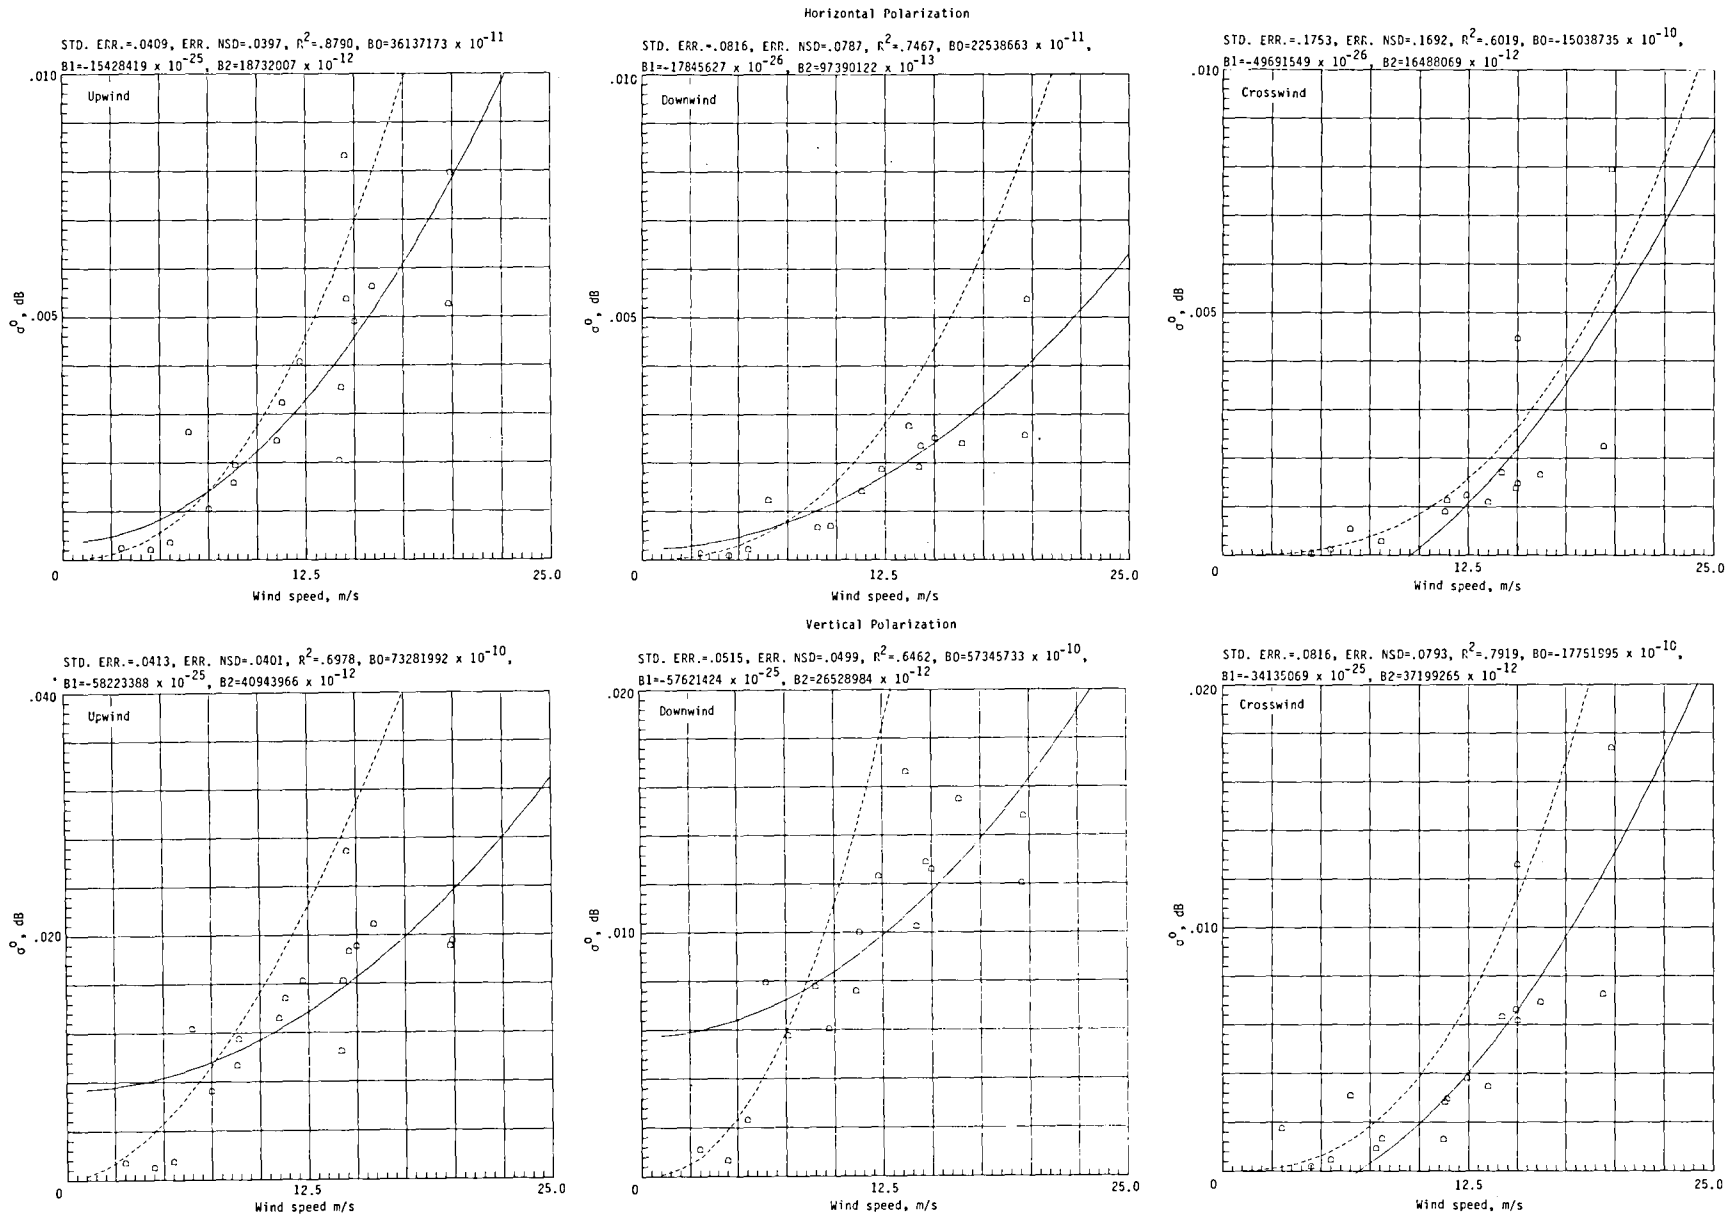 Horizontal Polarization
STD. ERR.=.0409, ERR. NSD=.0397, R²=.8790, BO=36137173 x 10⁻¹¹
B1=-15428419 x 10⁻²⁵, B2=18732007 x 10⁻¹²
.010
Upwind
.005
σ⁰, dB
0
12.5
25.0
Wind speed, m/s
STD. ERR.=.0816, ERR. NSD=.0787, R²=.7467, BO=22538663 x 10⁻¹¹,
B1=-17845627 x 10⁻²⁶, B2=97390122 x 10⁻¹³
.010
Downwind
.005
σ⁰, dB
0
12.5
25.0
Wind speed, m/s
STD. ERR.=.1753, ERR. NSD=.1692, R²=.6019, BO=-15038735 x 10⁻¹⁰,
B1=-49691549 x 10⁻²⁶, B2=16488069 x 10⁻¹²
.010
Crosswind
.005
σ⁰, dB
0
12.5
25.0
Wind speed, m/s
Vertical Polarization
STD. ERR.=.0413, ERR. NSD=.0401, R²=.6978, BO=73281992 x 10⁻¹⁰,
B1=-58223388 x 10⁻²⁵, B2=40943966 x 10⁻¹²
.040
Upwind
.020
σ⁰, dB
0
12.5
25.0
Wind speed m/s
STD. ERR.=.0515, ERR. NSD=.0499, R²=.6462, BO=57345733 x 10⁻¹⁰,
B1=-57621424 x 10⁻²⁵, B2=26528984 x 10⁻¹²
.020
Downwind
.010
σ⁰, dB
0
12.5
25.0
Wind speed, m/s
STD. ERR.=.0816, ERR. NSD=.0793, R²=.7919, BO=-17751995 x 10⁻¹⁰,
B1=-34135069 x 10⁻²⁵, B2=37199265 x 10⁻¹²
.020
Crosswind
.010
σ⁰, dB
0
12.5
25.0
Wind speed, m/s